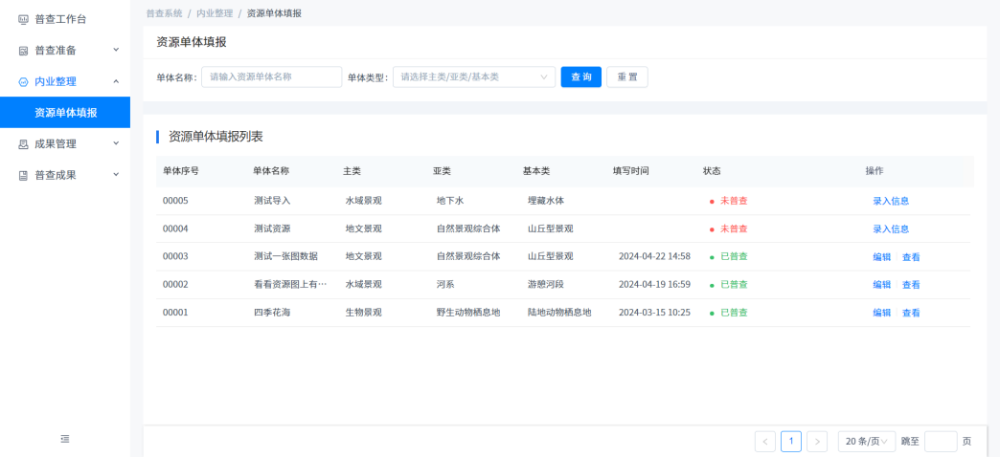 普查工作台
普查准备
内业整理
资源单体填报
成果管理
普查成果
普查系统 / 内业整理 / 资源单体填报
资源单体填报
单体名称： 请输入资源单体名称 单体类型： 请选择主类/亚类/基本类 查 询 重 置
资源单体填报列表
单体序号 单体名称 主类 亚类 基本类 填写时间 状态 操作
00005 测试导入 水域景观 地下水 埋藏水体 未普查 录入信息
00004 测试资源 地文景观 自然景观综合体 山丘型景观 未普查 录入信息
00003 测试一张图数据 地文景观 自然景观综合体 山丘型景观 2024-04-22 14:58 已普查 编辑 查看
00002 看看资源图上有… 水域景观 河系 游憩河段 2024-04-19 16:59 已普查 编辑 查看
00001 四季花海 生物景观 野生动物栖息地 陆地动物栖息地 2024-03-15 10:25 已普查 编辑 查看
< 1 > 20 条/页 跳至 页